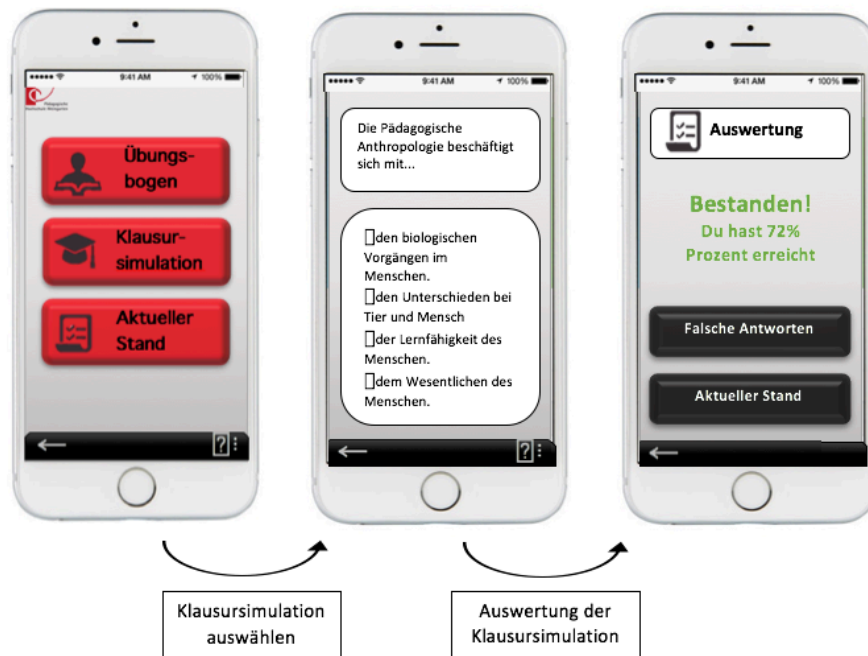 9:41 AM
100%
Pädagogische
Hochschule Weingarten
Übungs-
bogen
Klausur-
simulation
Aktueller
Stand
?
9:41 AM
100%
Die Pädagogische
Anthropologie beschäftigt
sich mit...
den biologischen
Vorgängen im
Menschen.
den Unterschieden bei
Tier und Mensch
der Lernfähigkeit des
Menschen.
dem Wesentlichen des
Menschen.
?
9:41 AM
100%
Auswertung
Bestanden!
Du hast 72%
Prozent erreicht
Falsche Antworten
Aktueller Stand
Klausursimulation
auswählen
Auswertung der
Klausursimulation